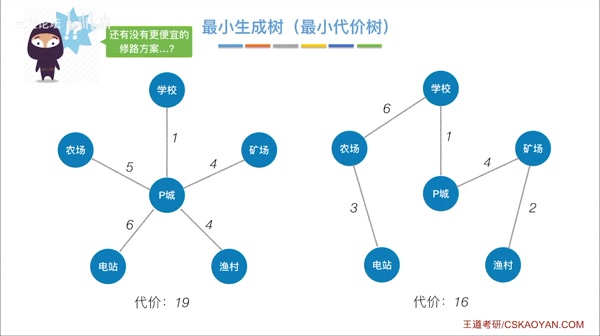 还有没有更便宜的
修路方案...?
最小生成树（最小代价树）
学校
农场
矿场
P城
电站
渔村
1
5
4
6
4
代价：19
学校
农场
矿场
P城
电站
渔村
6
1
4
3
2
代价：16
王道考研/CSKAOYAN.COM